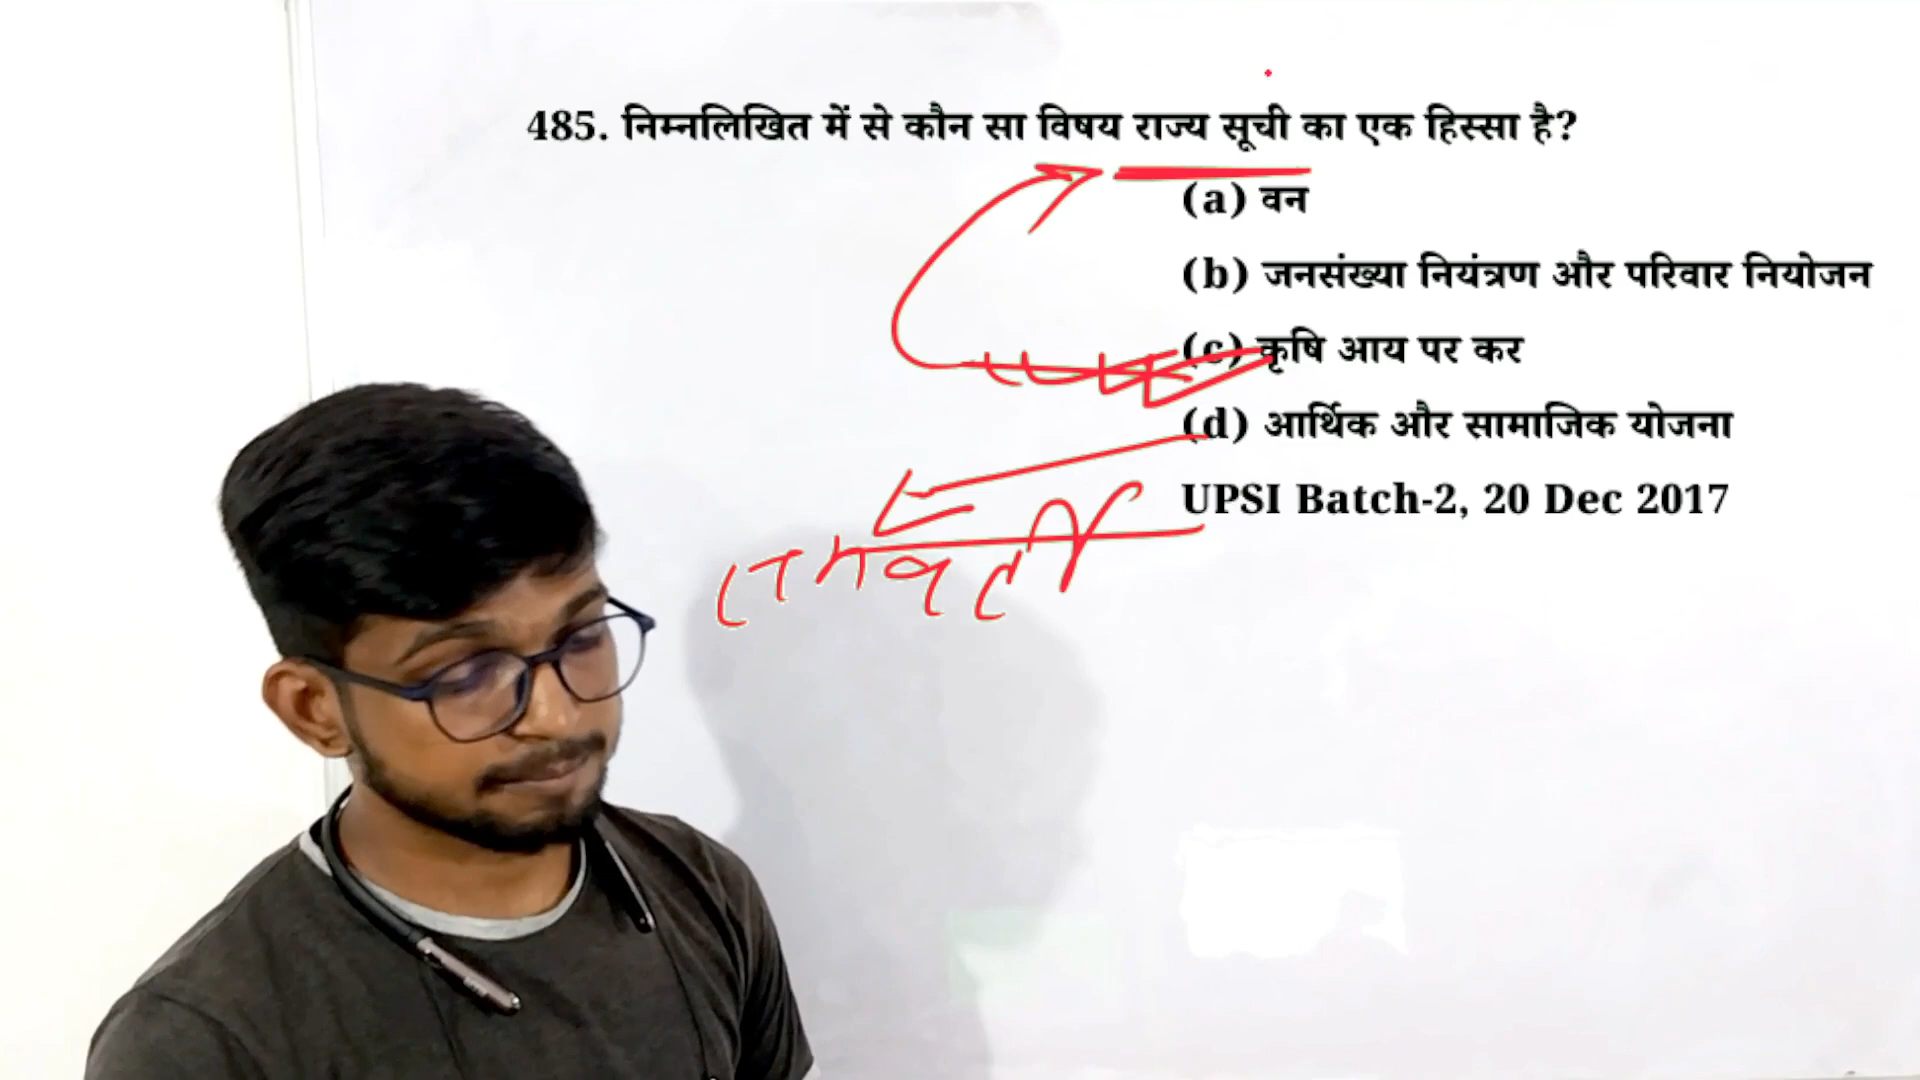 485. निम्नलिखित में से कौन सा विषय राज्य सूची का एक हिस्सा है?
(a) वन
(b) जनसंख्या नियंत्रण और परिवार नियोजन
(c) कृषि आय पर कर
(d) आर्थिक और सामाजिक योजना
UPSI Batch-2, 20 Dec 2017
समवर्ती